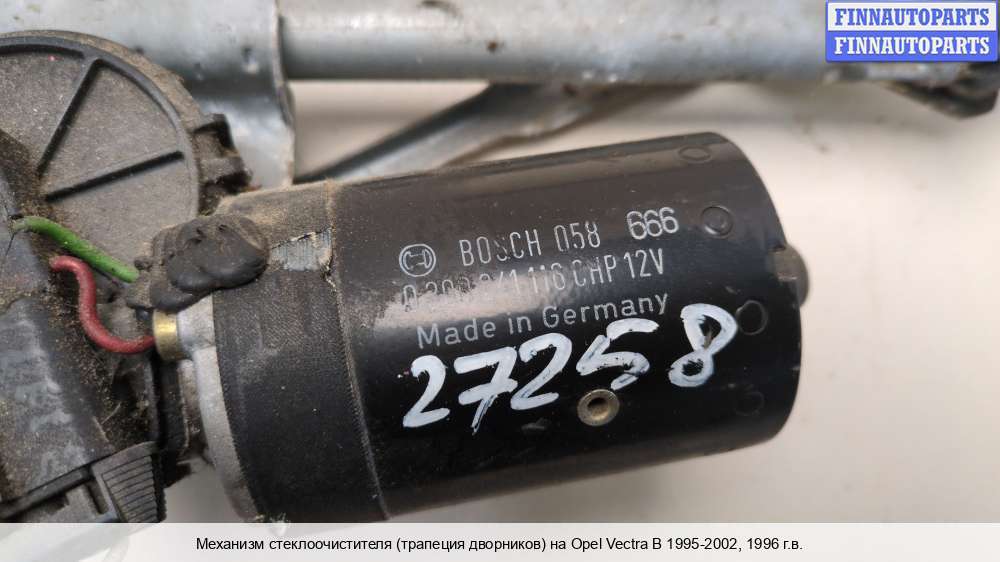 FINNAUTOPARTS
FINNAUTOPARTS
BOSCH 058 666
CHP 12V
Made in Germany
27258
Механизм стеклоочистителя (трапеция дворников) на Opel Vectra B 1995-2002, 1996 г.в.